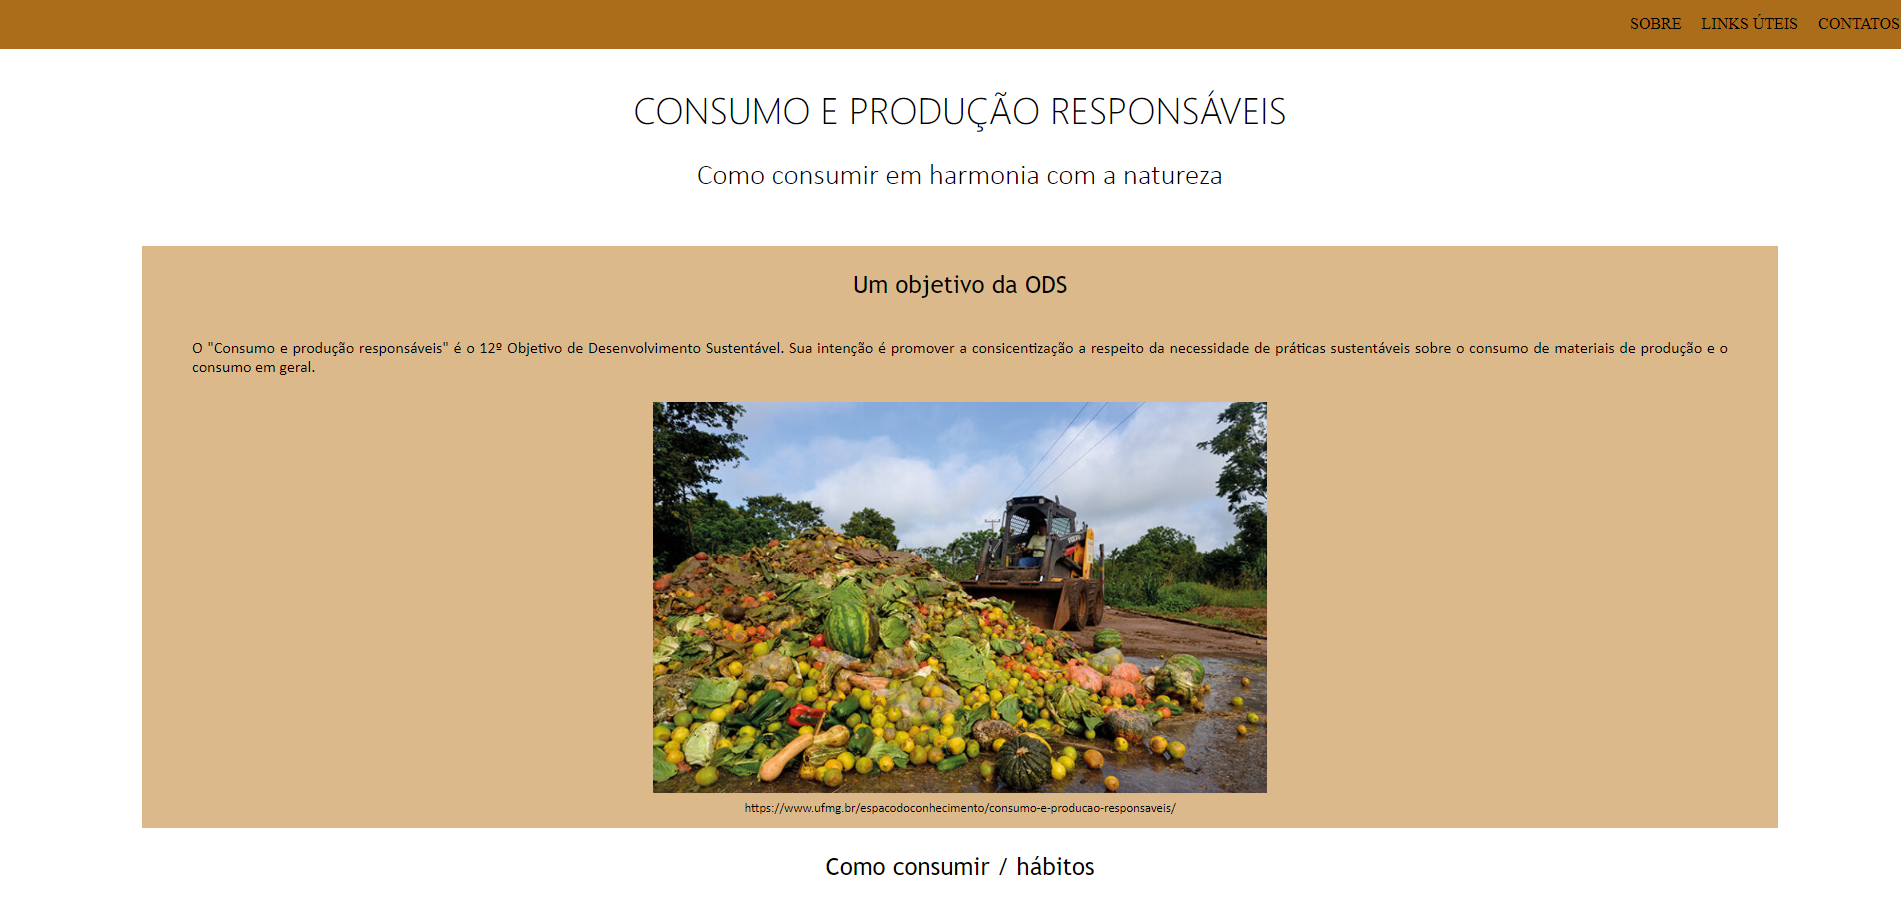 SOBRE LINKS ÚTEIS CONTATOS
CONSUMO E PRODUÇÃO RESPONSÁVEIS
Como consumir em harmonia com a natureza
Um objetivo da ODS
O "Consumo e produção responsáveis" é o 12º Objetivo de Desenvolvimento Sustentável. Sua intenção é promover a consicentização a respeito da necessidade de práticas sustentáveis sobre o consumo de materiais de produção e o
consumo em geral.
https://www.ufmg.br/espacodoconhecimento/consumo-e-producao-responsaveis/
Como consumir / hábitos